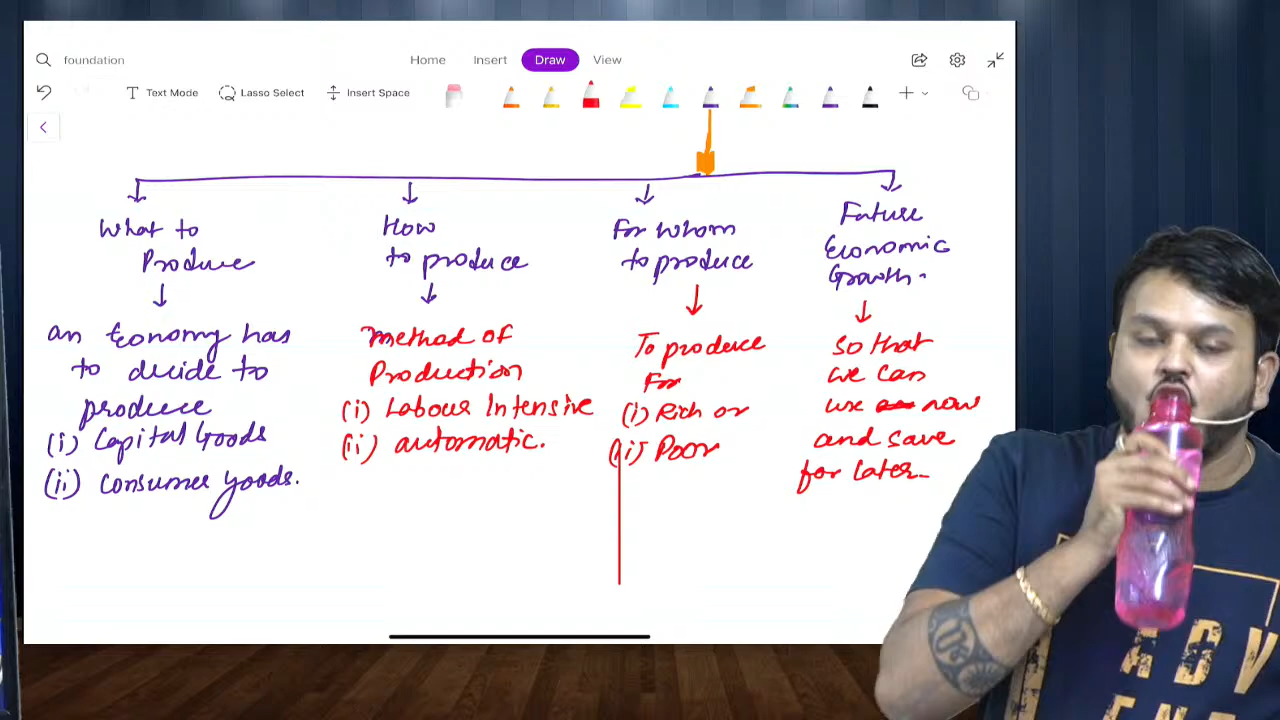 foundation
Home Insert Draw View
Text Mode Lasso Select Insert Space
What to
Produce
an Economy has
to decide to
produce
(i) Capital Goods
(ii) Consumer goods.
How
to produce
method of
Production
(i) Labour Intensive
(ii) automatic.
For Whom
to produce
To produce
For
(i) Rich or
(ii) Poor
Future
Economic
Growth.
So that
we can
use now
and save
for later
ADV